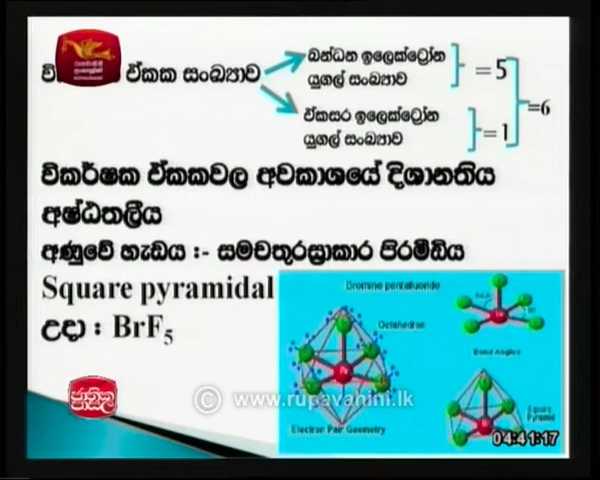 ඒකක සංඛ්‍යාව
බන්ධන ඉලෙක්ට්‍රෝන
යුගල් සංඛ්‍යාව
=5
ඒකසර ඉලෙක්ට්‍රෝන
යුගල් සංඛ්‍යාව
=1
=6
විකර්ෂක ඒකකවල අවකාශයේ දිශානතිය
අෂ්ඨතලීය
අණුවේ හැඩය :- සමචතුරස්‍රාකාර පිරමීඩිය
Square pyramidal
උදා : BrF5
Bromine pentafluoride
Octahedron
Bond Angles
Electron Pair Geometry
Square
Pyramid
ජාතික
පාසල
© www.rupavahini.lk
04:41:17